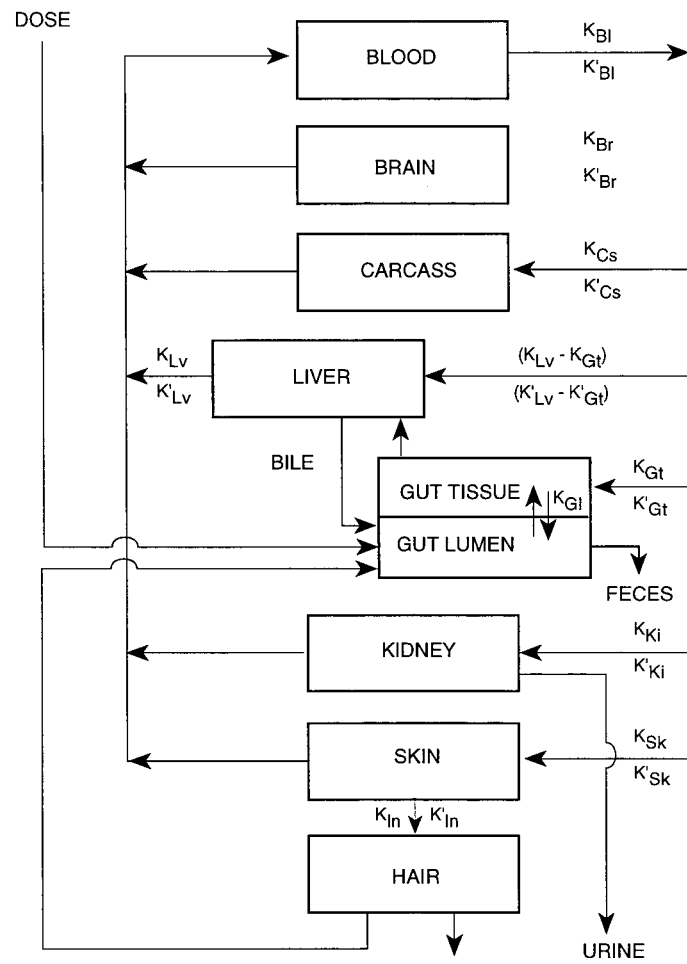 DOSE
BLOOD
K_Bl
K'_Bl
BRAIN
K_Br
K'_Br
CARCASS
K_Cs
K'_Cs
K_Lv
K'_Lv
LIVER
(K_Lv - K_Gt)
(K'_Lv - K'_Gt)
BILE
GUT TISSUE
K_Gl
K_Gt
K'_Gt
GUT LUMEN
FECES
KIDNEY
K_Ki
K'_Ki
SKIN
K_Sk
K'_Sk
K_In K'_In
HAIR
URINE